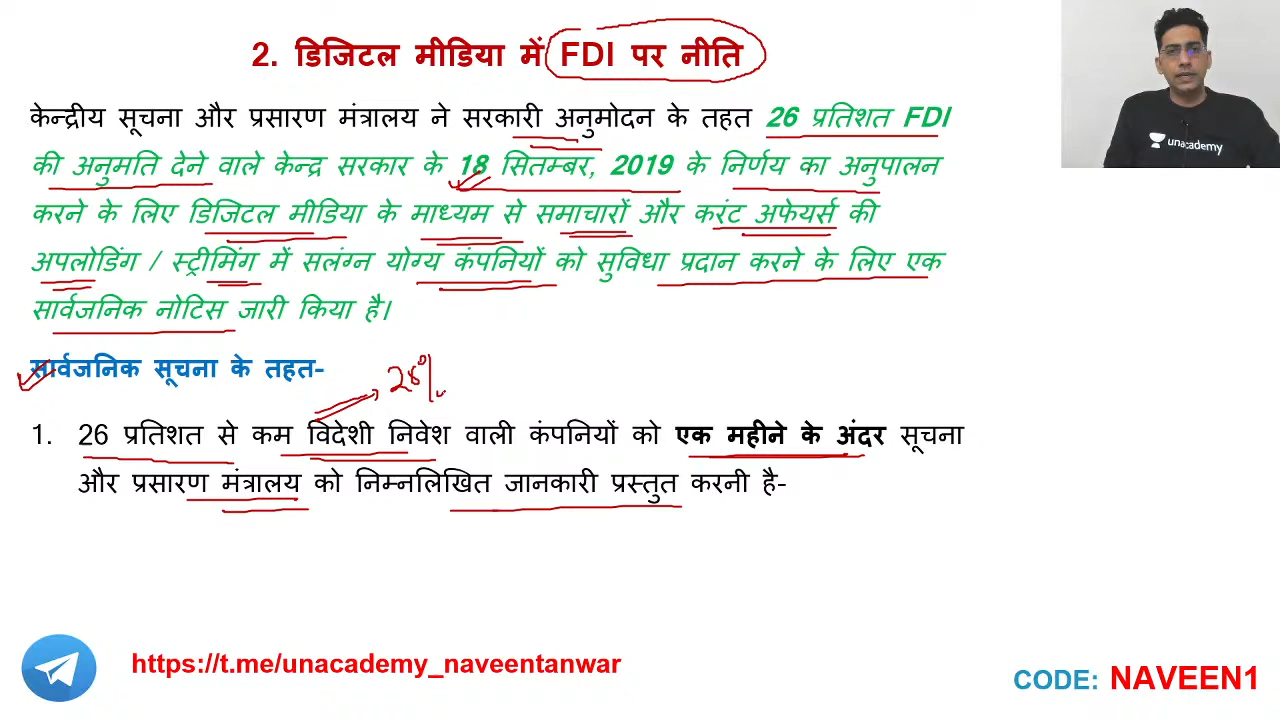 2. डिजिटल मीडिया में FDI पर नीति
केन्द्रीय सूचना और प्रसारण मंत्रालय ने सरकारी अनुमोदन के तहत 26 प्रतिशत FDI
की अनुमति देने वाले केन्द्र सरकार के 18 सितम्बर, 2019 के निर्णय का अनुपालन
करने के लिए डिजिटल मीडिया के माध्यम से समाचारों और करंट अफेयर्स की
अपलोडिंग / स्ट्रीमिंग में सलंग्न योग्य कंपनियों को सुविधा प्रदान करने के लिए एक
सार्वजनिक नोटिस जारी किया है।
सार्वजनिक सूचना के तहत-
28%
1. 26 प्रतिशत से कम विदेशी निवेश वाली कंपनियों को एक महीने के अंदर सूचना
और प्रसारण मंत्रालय को निम्नलिखित जानकारी प्रस्तुत करनी है-
unacademy
https://t.me/unacademy_naveentanwar
CODE: NAVEEN1